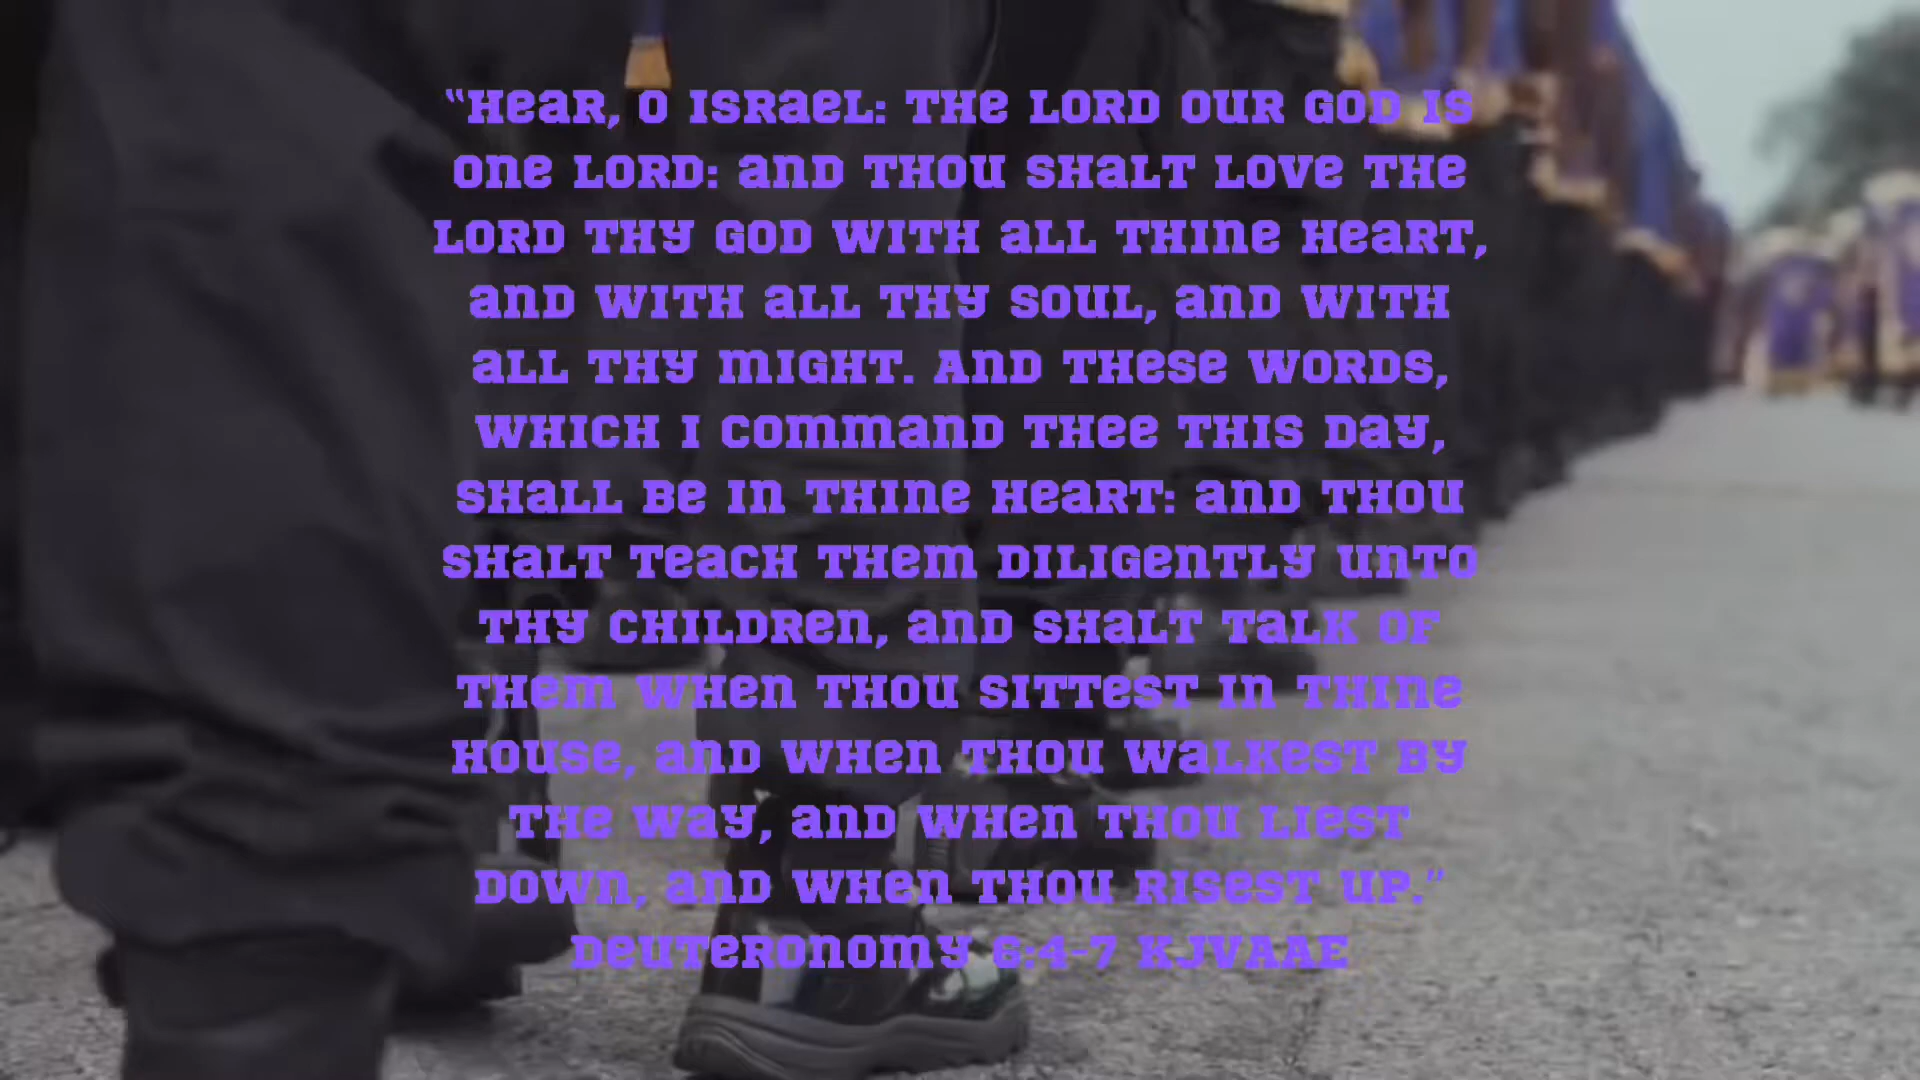 “Hear, O Israel: The LORD our God is
one LORD: and thou shalt love the
LORD thy God with all thine heart,
and with all thy soul, and with
all thy might. And these words,
which I command thee this day,
shall be in thine heart: and thou
shalt teach them diligently unto
thy children, and shalt talk of
them when thou sittest in thine
house, and when thou walkest by
the way, and when thou liest
down, and when thou risest up.”
Deuteronomy 6:4-7 KJVAAE